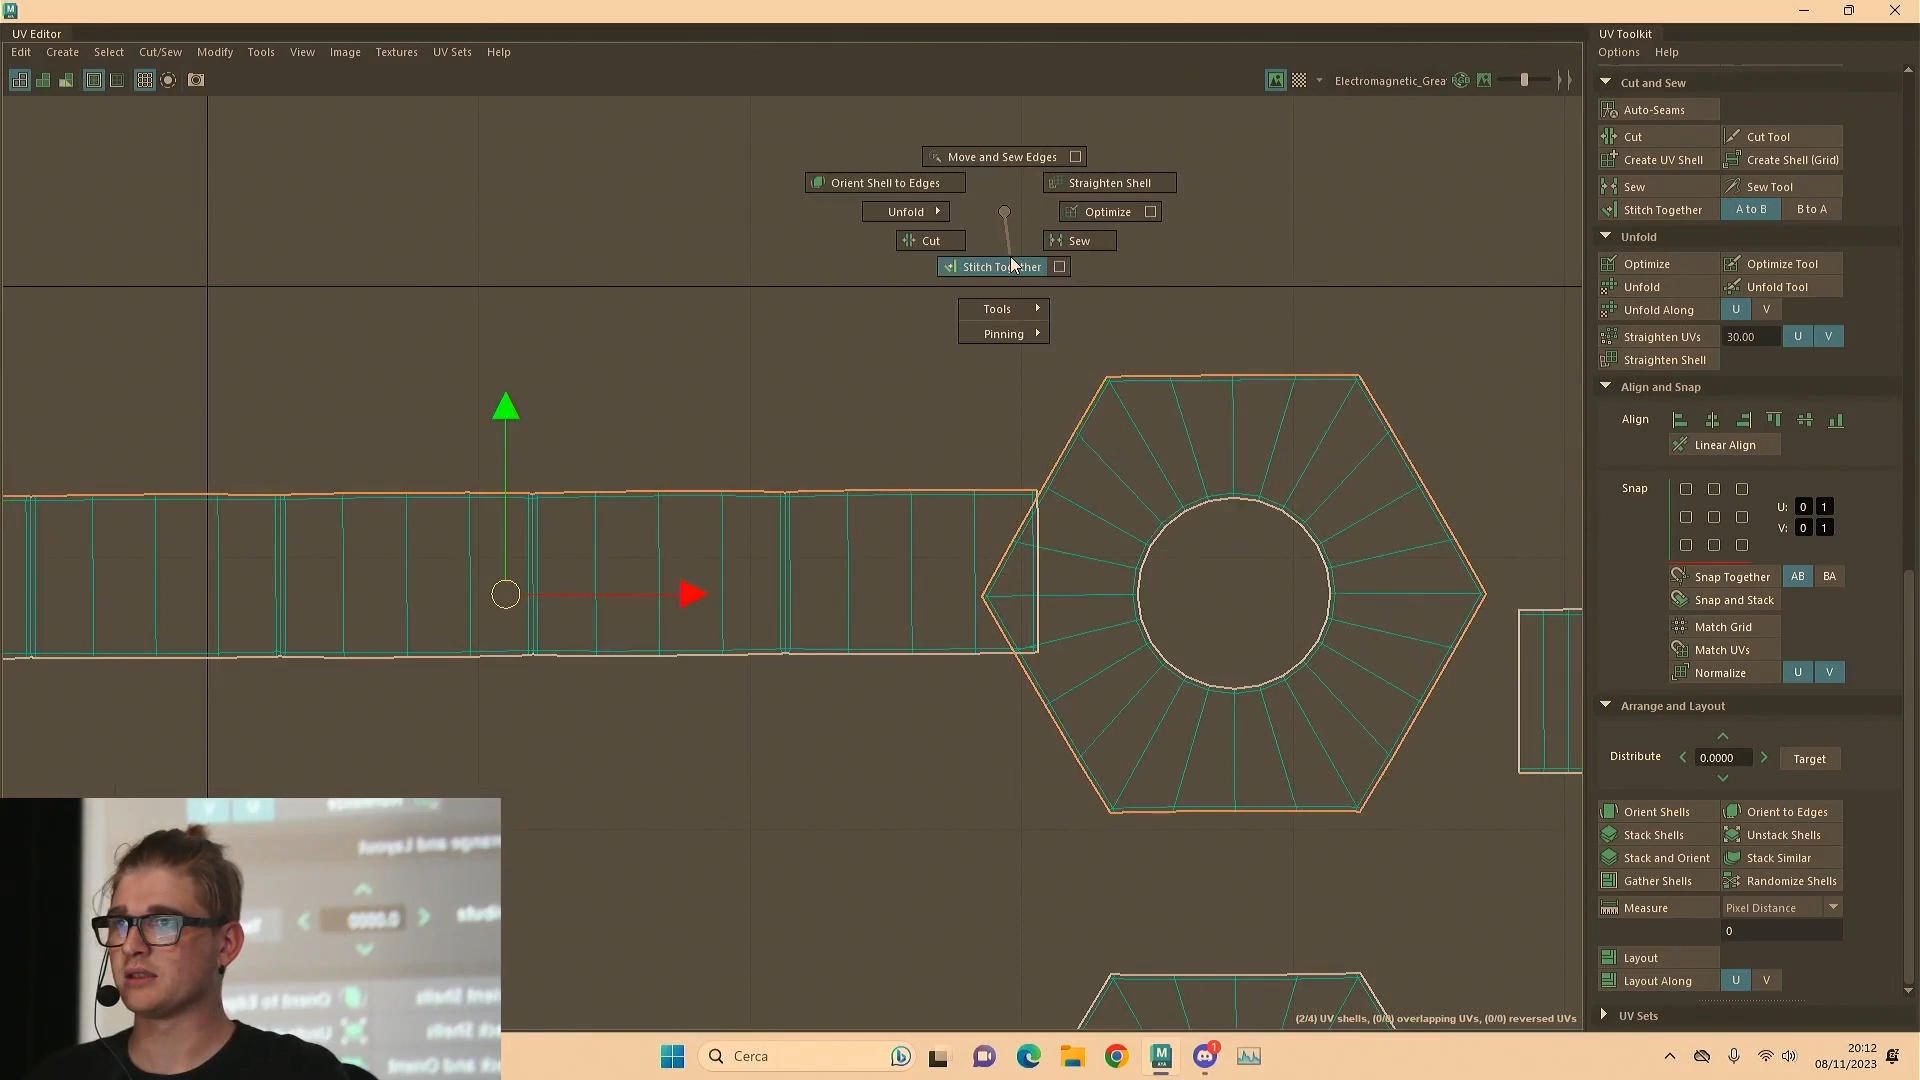 UV Editor
Edit Create Select Cut/Sew Modify Tools View Image Textures UV Sets Help
Electromagnetic_Grea
Move and Sew Edges
Orient Shell to Edges
Straighten Shell
Unfold
Optimize
Cut
Sew
Stitch Together
Tools
Pinning
(2/4) UV shells, (0/0) overlapping UVs, (0/0) reversed UVs
UV Toolkit
Options Help
Cut and Sew
Auto-Seams
Cut Cut Tool
Create UV Shell Create Shell (Grid)
Sew Sew Tool
Stitch Together A to B B to A
Unfold
Optimize Optimize Tool
Unfold Unfold Tool
Unfold Along U V
Straighten UVs 30.00 U V
Straighten Shell
Align and Snap
Align
Linear Align
Snap
U: 0 1
V: 0 1
Snap Together AB BA
Snap and Stack
Match Grid
Match UVs
Normalize U V
Arrange and Layout
Distribute 0.0000 Target
Orient Shells Orient to Edges
Stack Shells Unstack Shells
Stack and Orient Stack Similar
Gather Shells Randomize Shells
Measure Pixel Distance
0
Layout
Layout Along U V
UV Sets
Cerca
1
20:12
08/11/2023